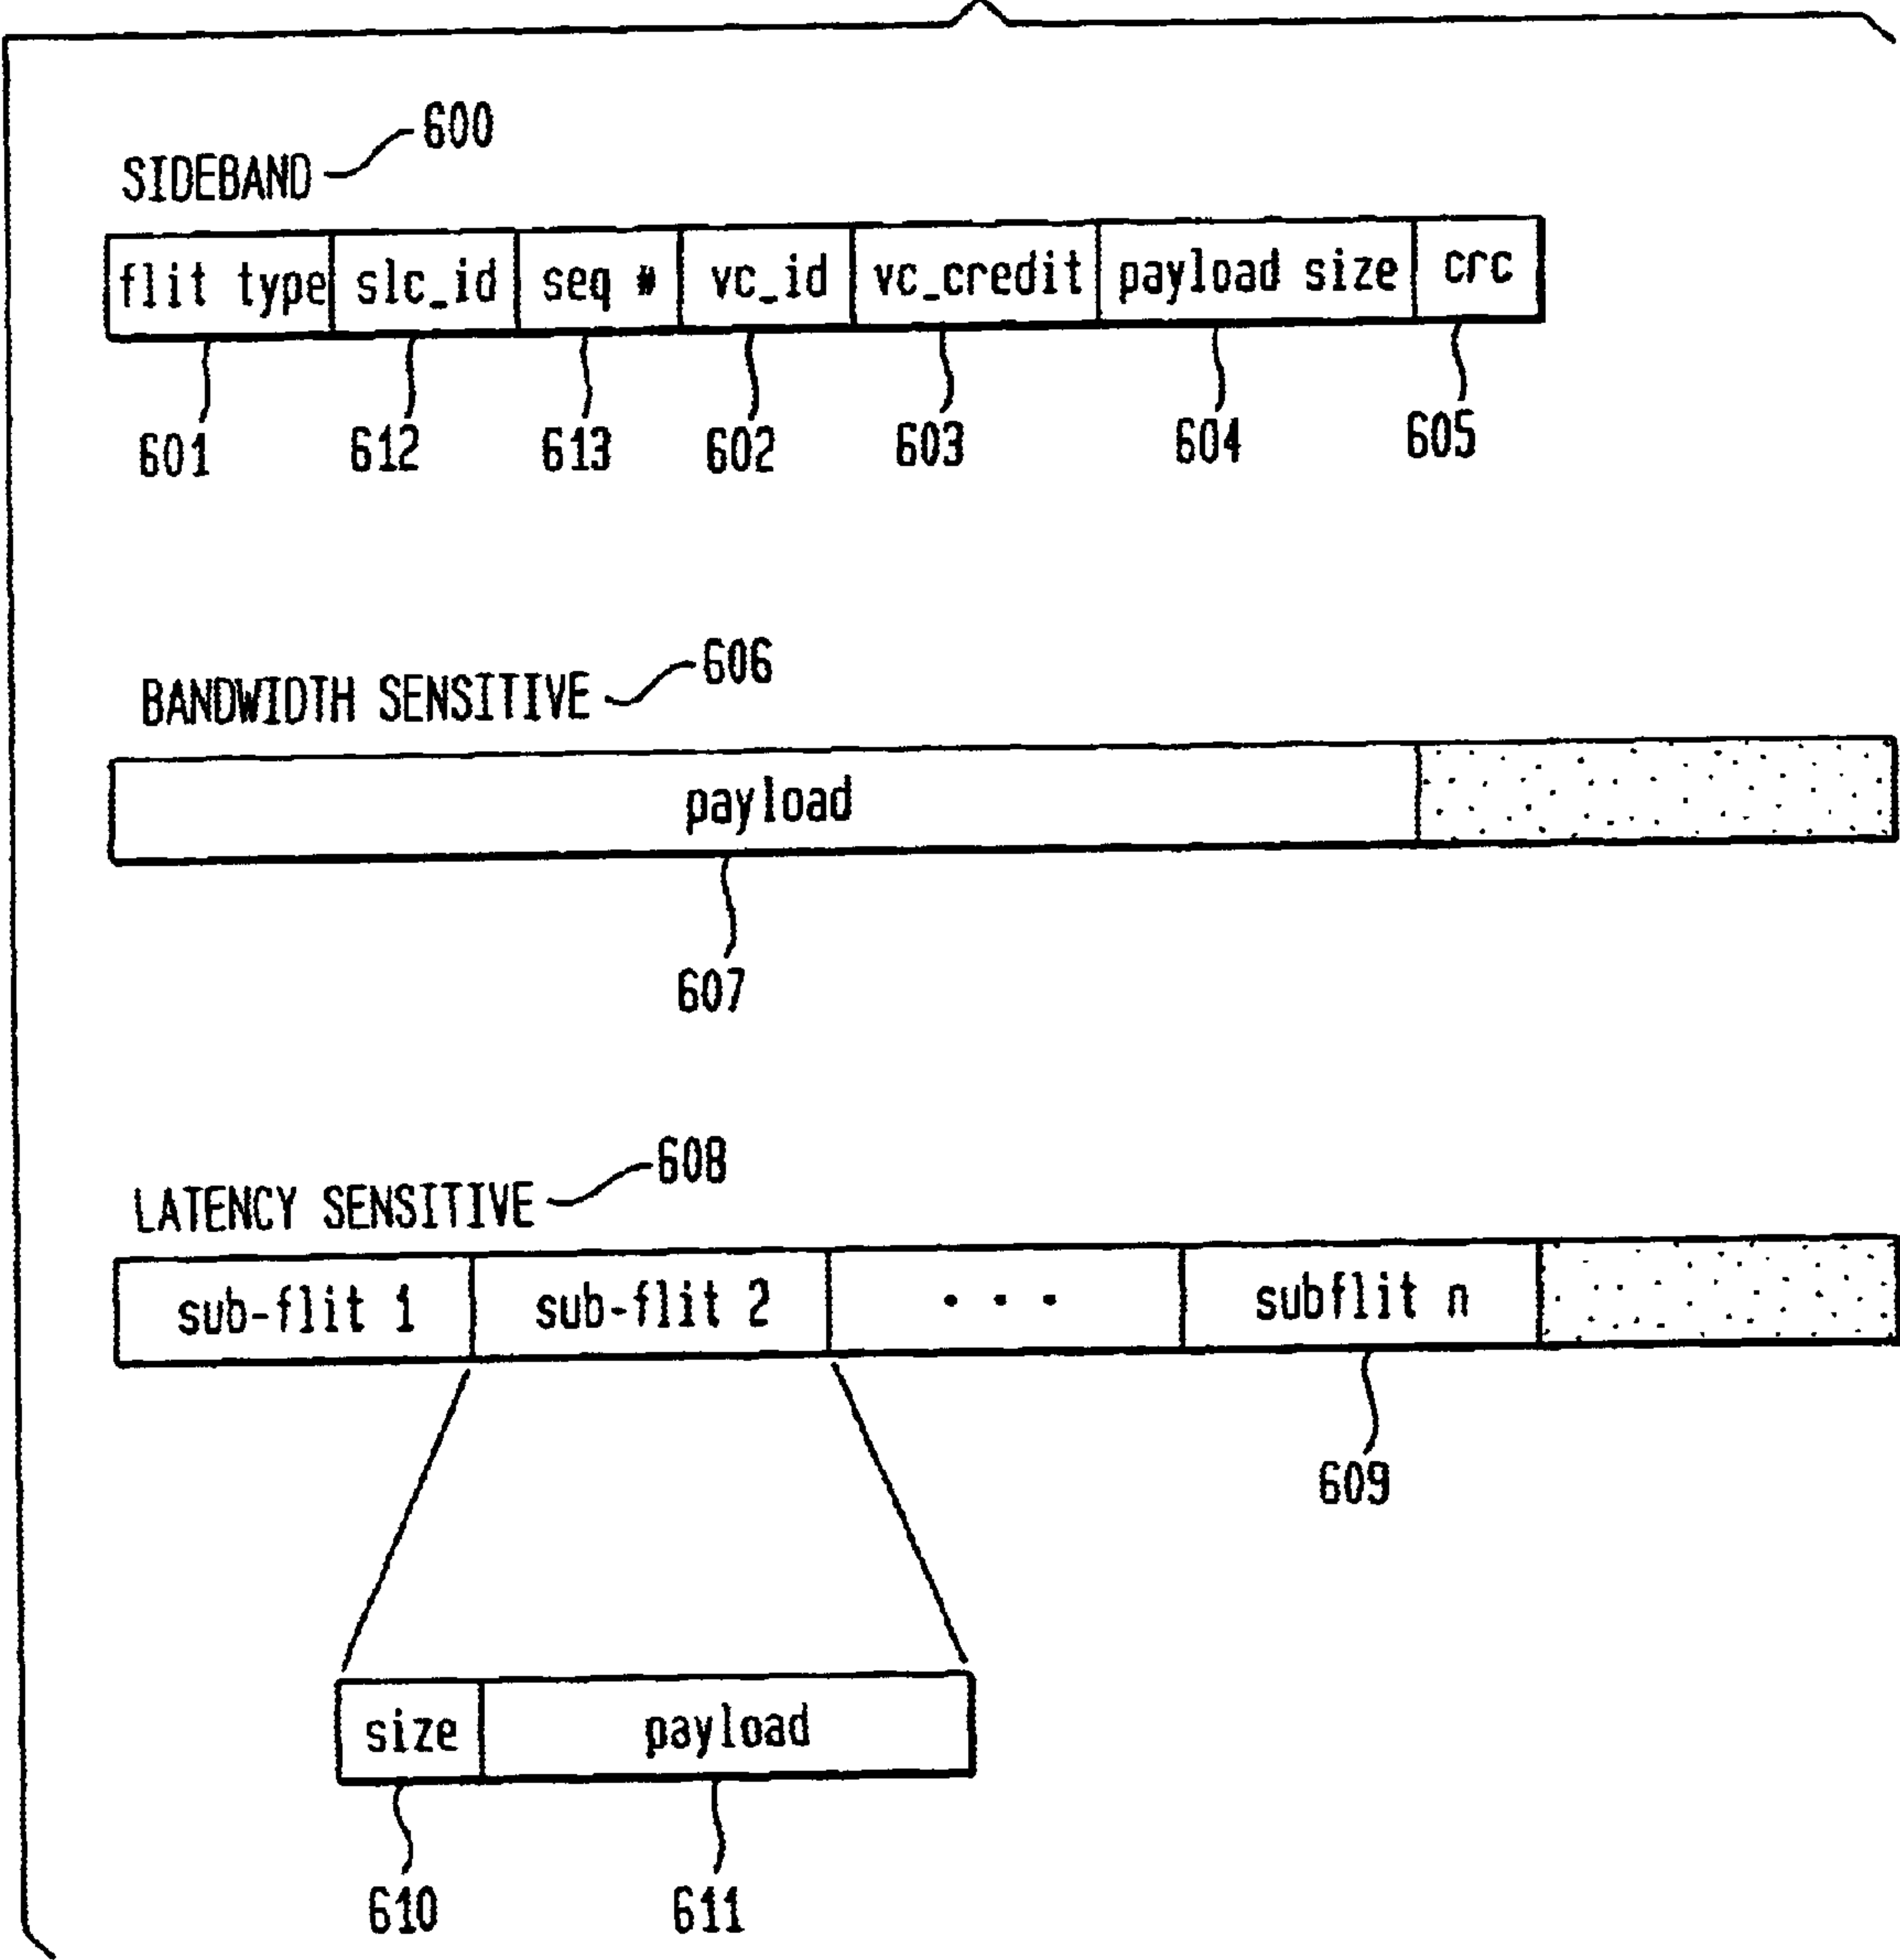 600
SIDEBAND
flit type slc_id seq # vc_id vc_credit payload size crc
601 612 613 602 603 604 605
606
BANDWIDTH SENSITIVE
payload
607
608
LATENCY SENSITIVE
sub-flit 1 sub-flit 2 • • • subflit n
609
size payload
610 611